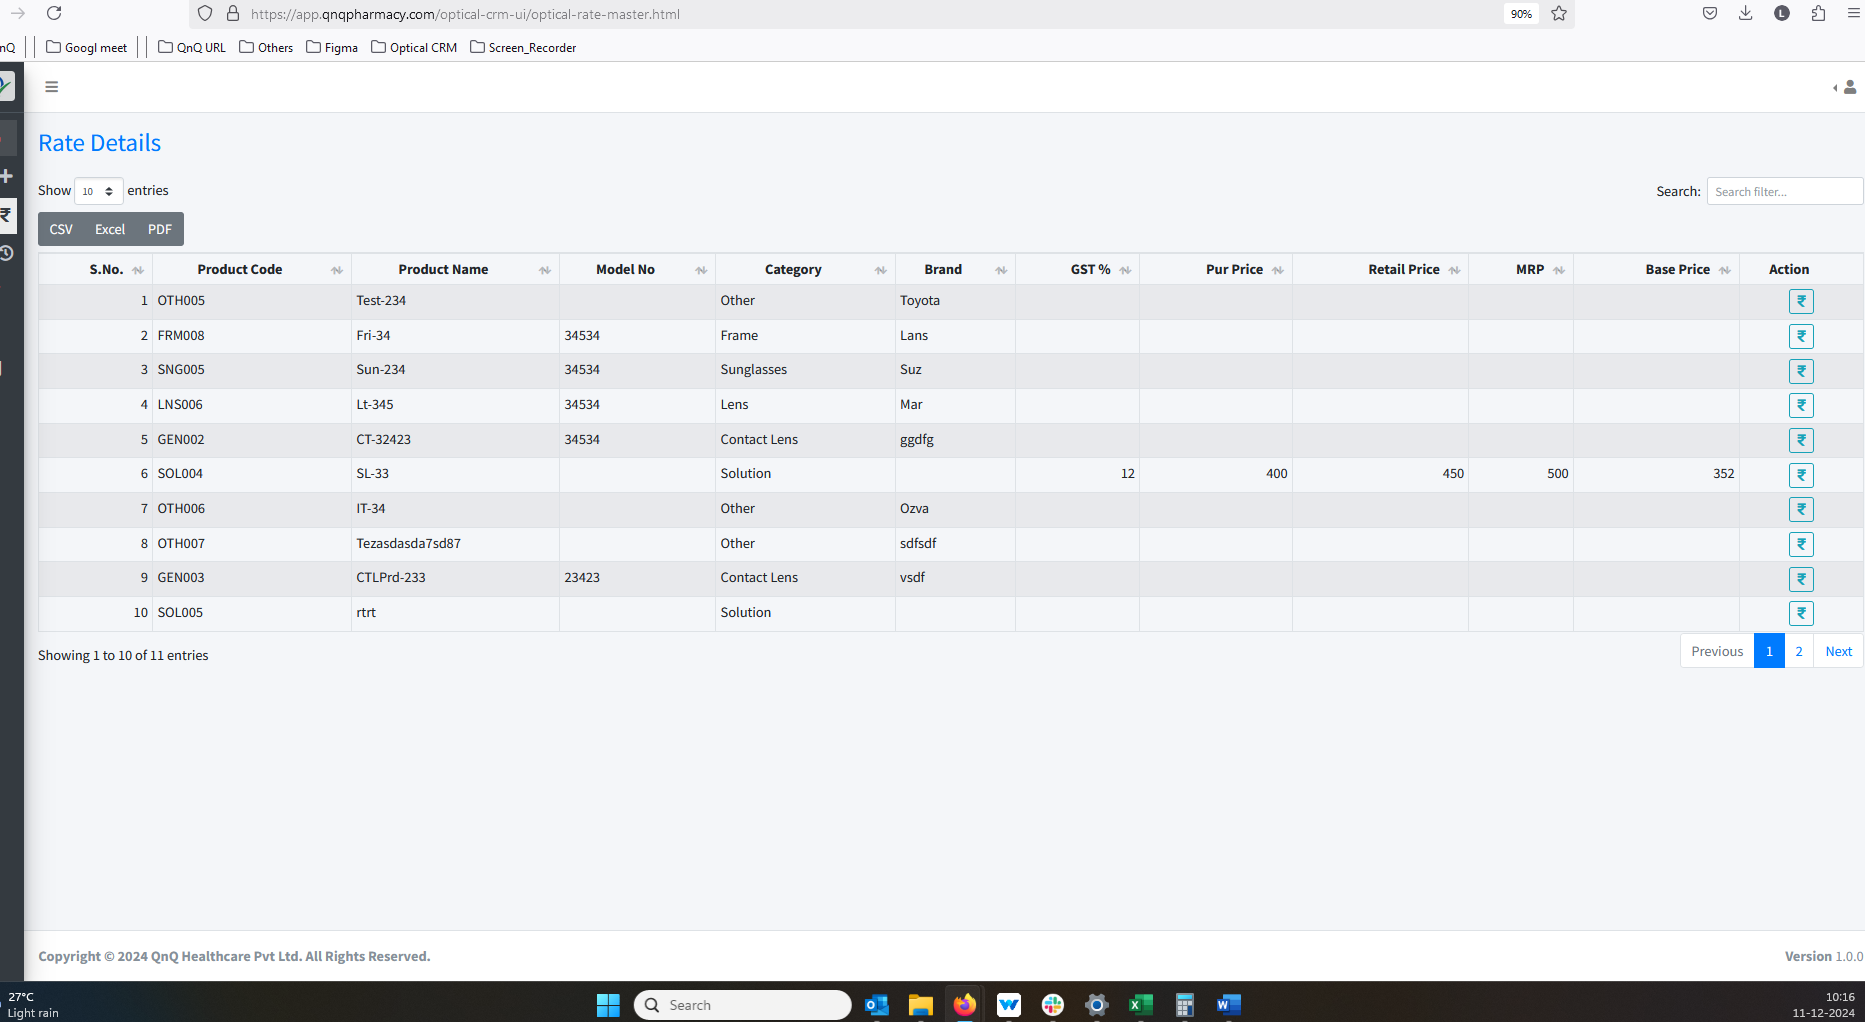 https://app.qnqpharmacy.com/optical-crm-ui/optical-rate-master.html 90% L
nQ Googl meet QnQ URL Others Figma Optical CRM Screen_Recorder
Rate Details
Show 10 entries Search: Search filter...
CSV Excel PDF
S.No. Product Code Product Name Model No Category Brand GST % Pur Price Retail Price MRP Base Price Action
1 OTH005 Test-234 Other Toyota ₹
2 FRM008 Fri-34 34534 Frame Lans ₹
3 SNG005 Sun-234 34534 Sunglasses Suz ₹
4 LNS006 Lt-345 34534 Lens Mar ₹
5 GEN002 CT-32423 34534 Contact Lens ggdfg ₹
6 SOL004 SL-33 Solution 12 400 450 500 352 ₹
7 OTH006 IT-34 Other Ozva ₹
8 OTH007 Tezasdasda7sd87 Other sdfsdf ₹
9 GEN003 CTLPrd-233 23423 Contact Lens vsdf ₹
10 SOL005 rtrt Solution ₹
Showing 1 to 10 of 11 entries Previous 1 2 Next
Copyright © 2024 QnQ Healthcare Pvt Ltd. All Rights Reserved. Version 1.0.0
27°C Search 10:16
Light rain 11-12-2024